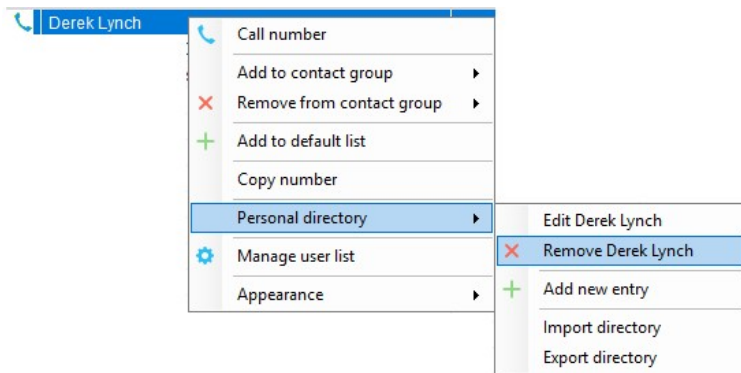 Derek Lynch
Call number
Add to contact group
Remove from contact group
Add to default list
Copy number
Personal directory
Manage user list
Appearance
Edit Derek Lynch
Remove Derek Lynch
Add new entry
Import directory
Export directory